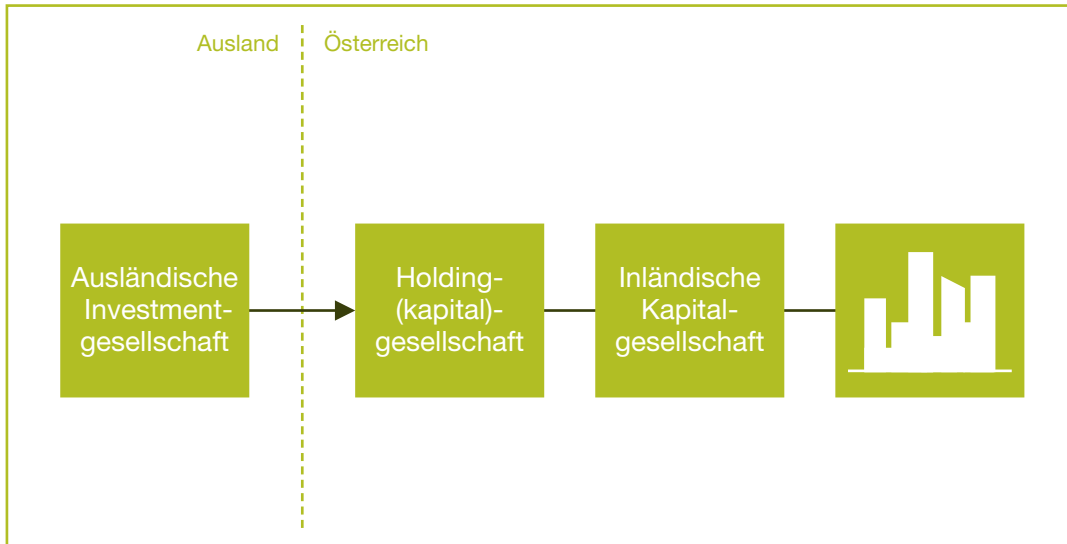 Ausland
Österreich
Ausländische
Investment-
gesellschaft
Holding-
(kapital)-
gesellschaft
Inländische
Kapital-
gesellschaft